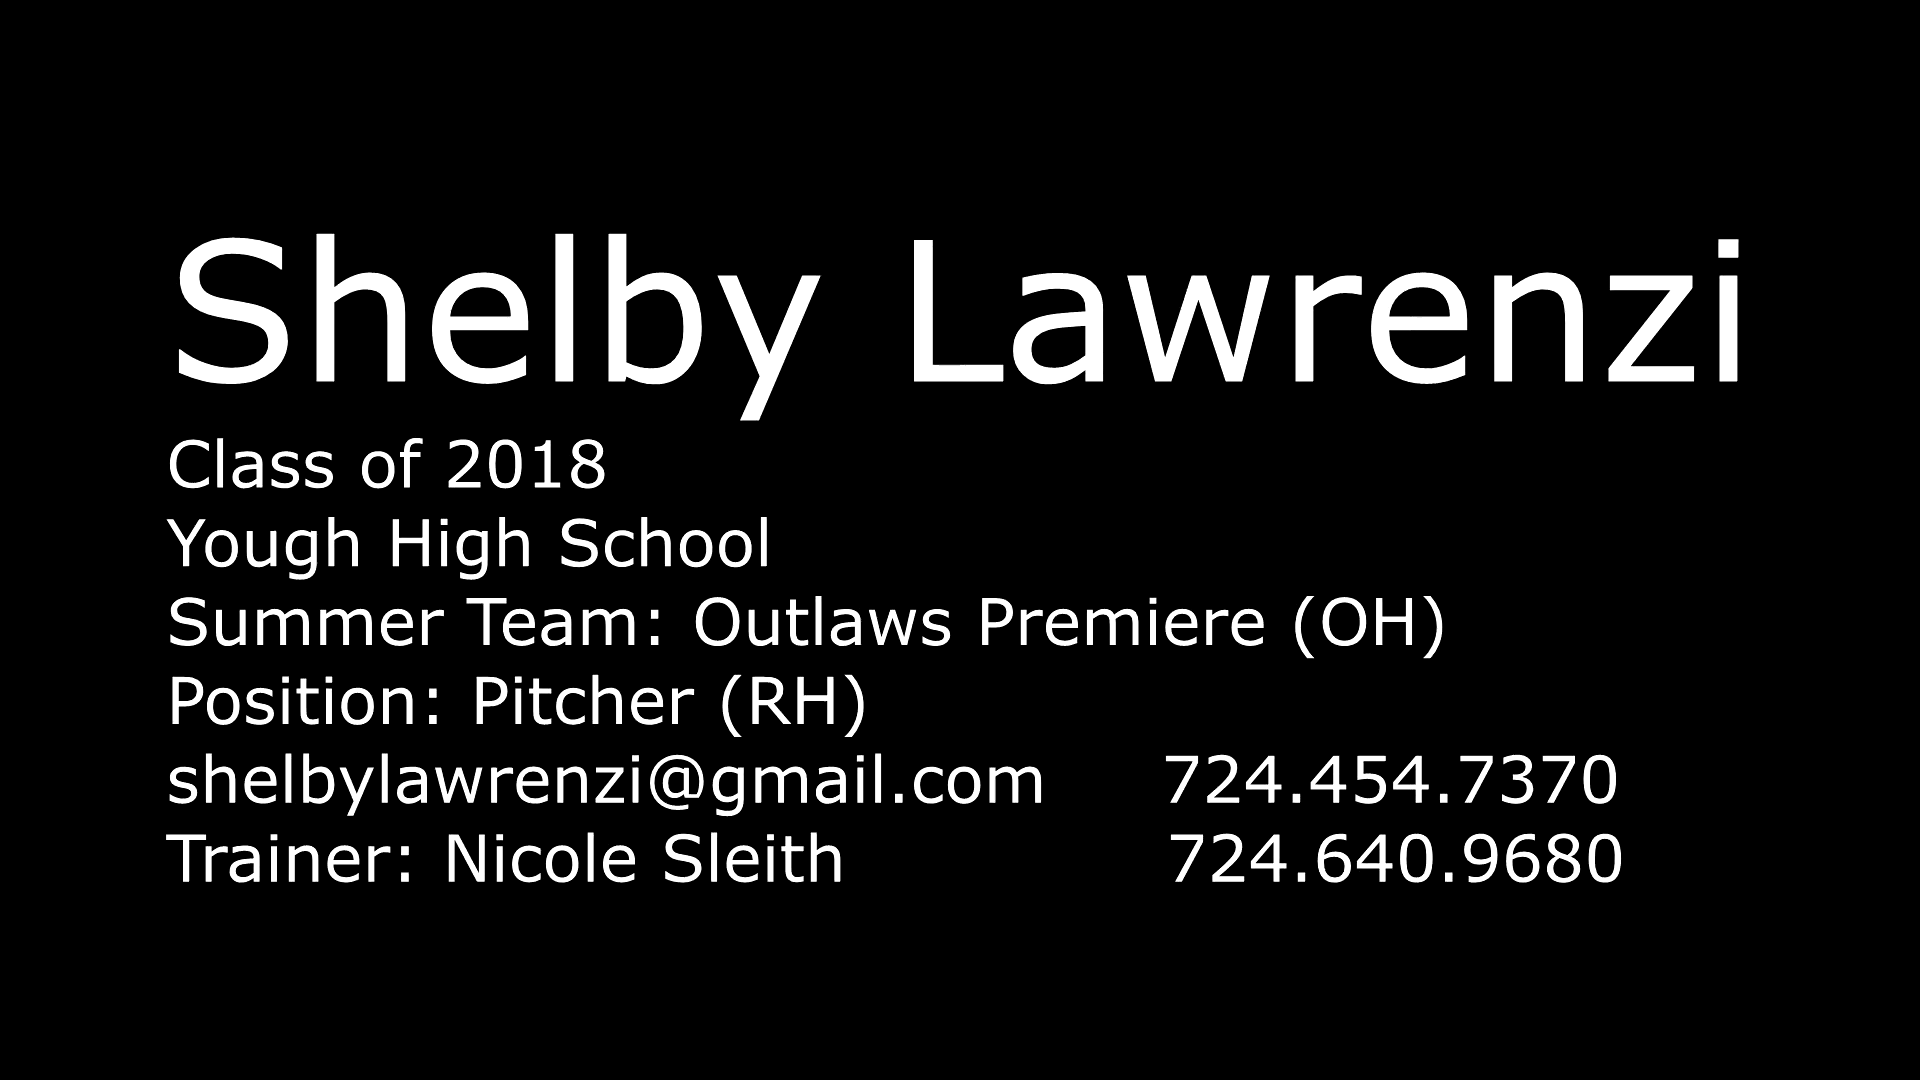 Shelby Lawrenzi
Class of 2018
Yough High School
Summer Team: Outlaws Premiere (OH)
Position: Pitcher (RH)
shelbylawrenzi@gmail.com 724.454.7370
Trainer: Nicole Sleith 724.640.9680